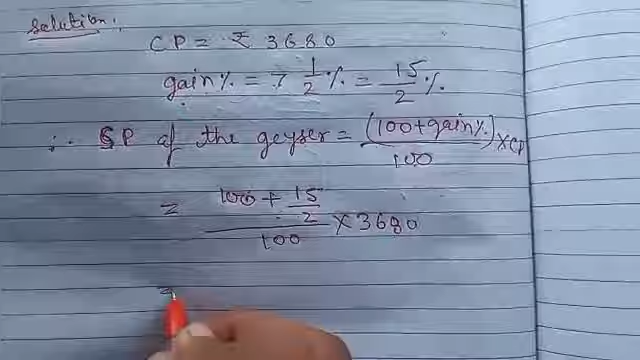 Solution:
CP = ₹ 3680
gain% = 7 1/2 % = 15/2 %
∴ SP of the geyser = (100+gain%)/100 × CP
= (100 + 15/2)/100 × 3680
=